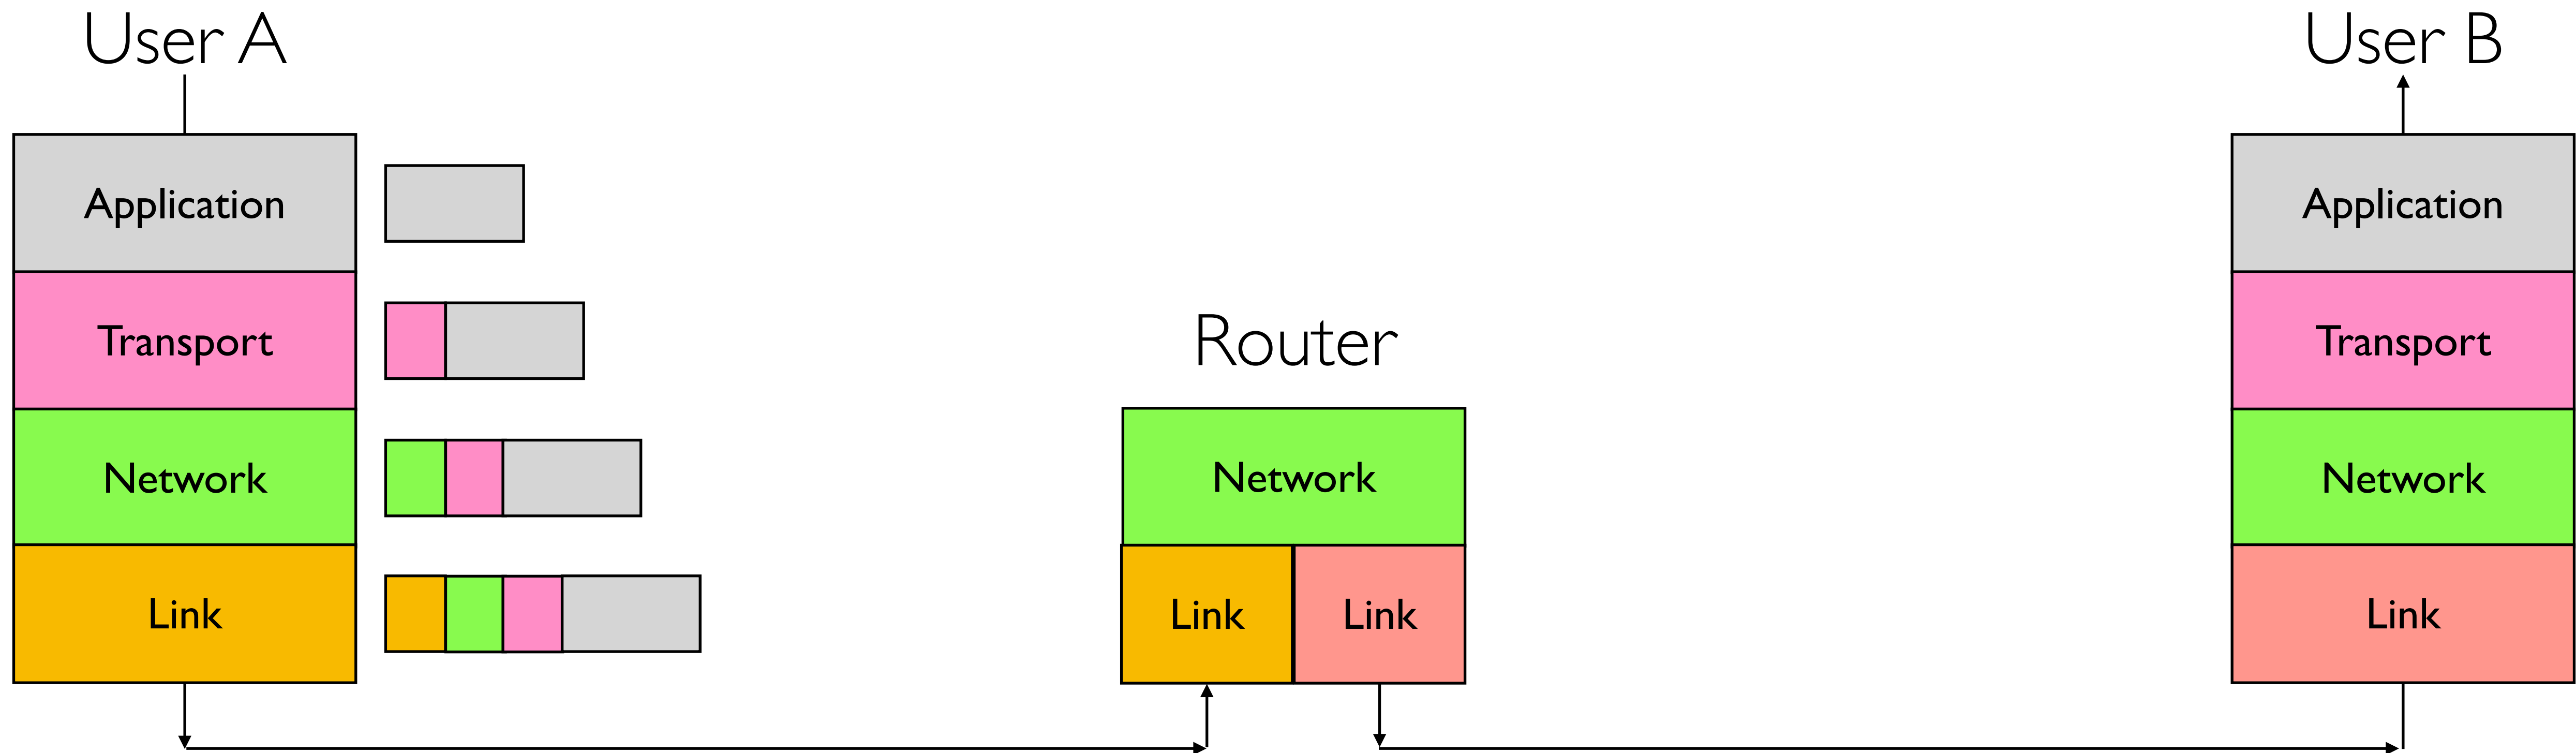 User A
Application
Transport
Network
Link
Router
Network
Link
Link
User B
Application
Transport
Network
Link